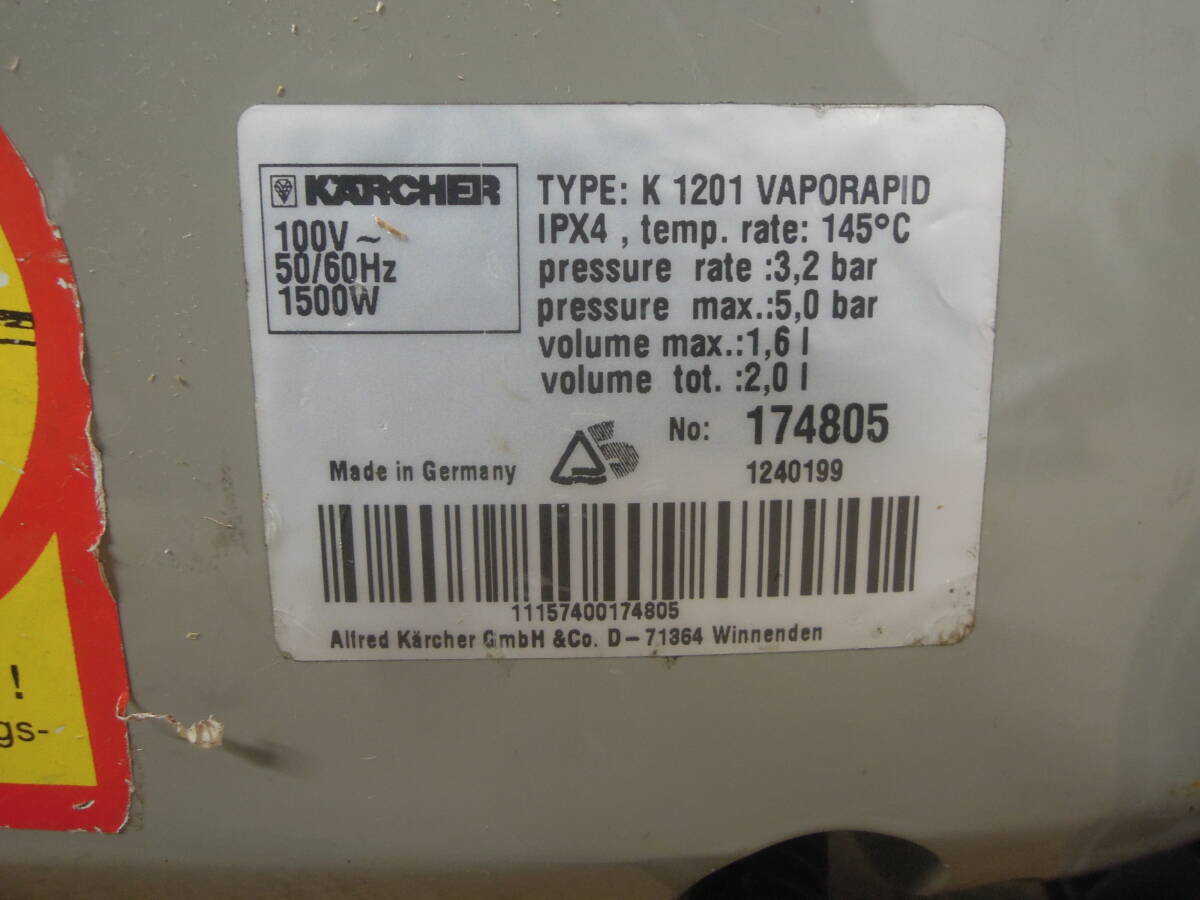 KÄRCHER
100V ~
50/60Hz
1500W
TYPE: K 1201 VAPORAPID
IPX4 , temp. rate: 145°C
pressure rate :3,2 bar
pressure max.:5,0 bar
volume max.:1,6 l
volume tot. :2,0 l
No: 174805
Made in Germany
1240199
11157400174805
Alfred Kärcher GmbH &Co. D-71364 Winnenden
!
gs-